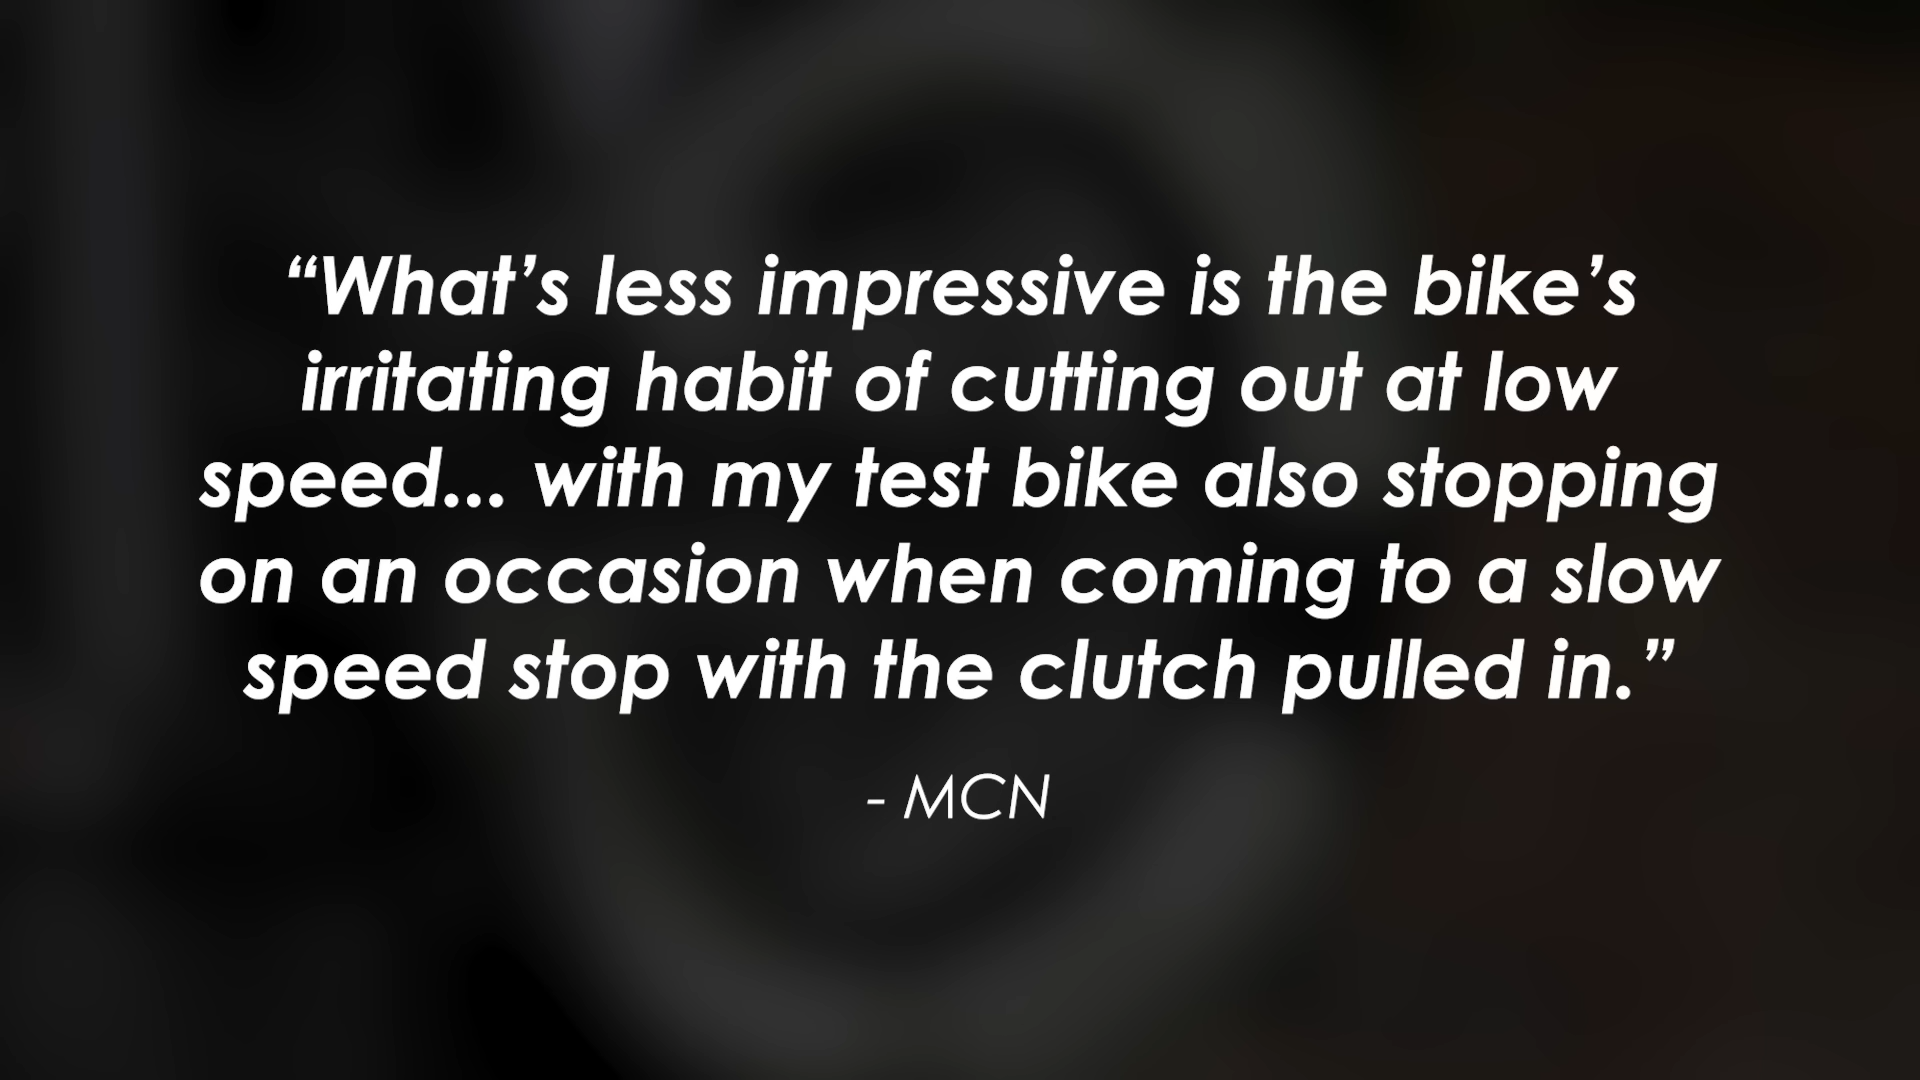 “What’s less impressive is the bike’s
irritating habit of cutting out at low
speed... with my test bike also stopping
on an occasion when coming to a slow
speed stop with the clutch pulled in.”
- MCN